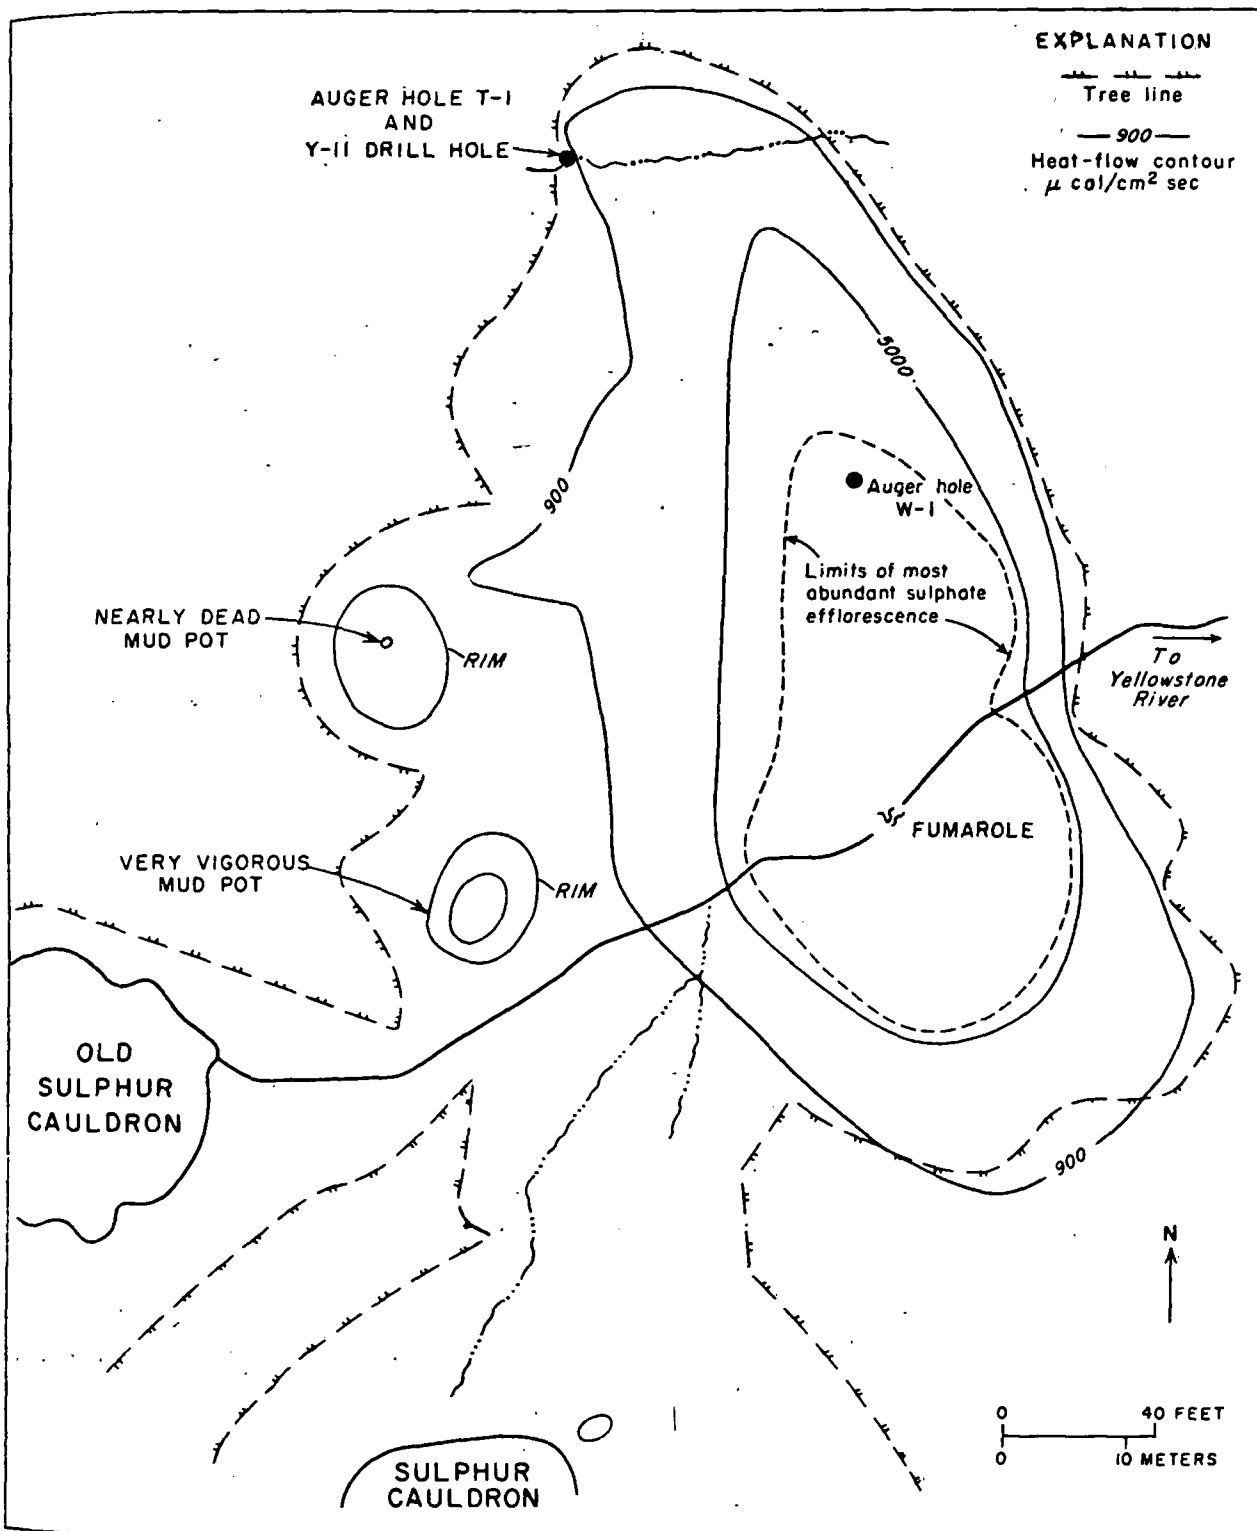 EXPLANATION
Tree line
900
Heat-flow contour
μ cal/cm² sec
AUGER HOLE T-1
AND
Y-11 DRILL HOLE
5000
900
Auger hole
W-1
Limits of most
abundant sulphate
efflorescence
NEARLY DEAD
MUD POT
RIM
To
Yellowstone
River
FUMAROLE
VERY VIGOROUS
MUD POT
RIM
OLD
SULPHUR
CAULDRON
900
N
0 40 FEET
0 10 METERS
SULPHUR
CAULDRON